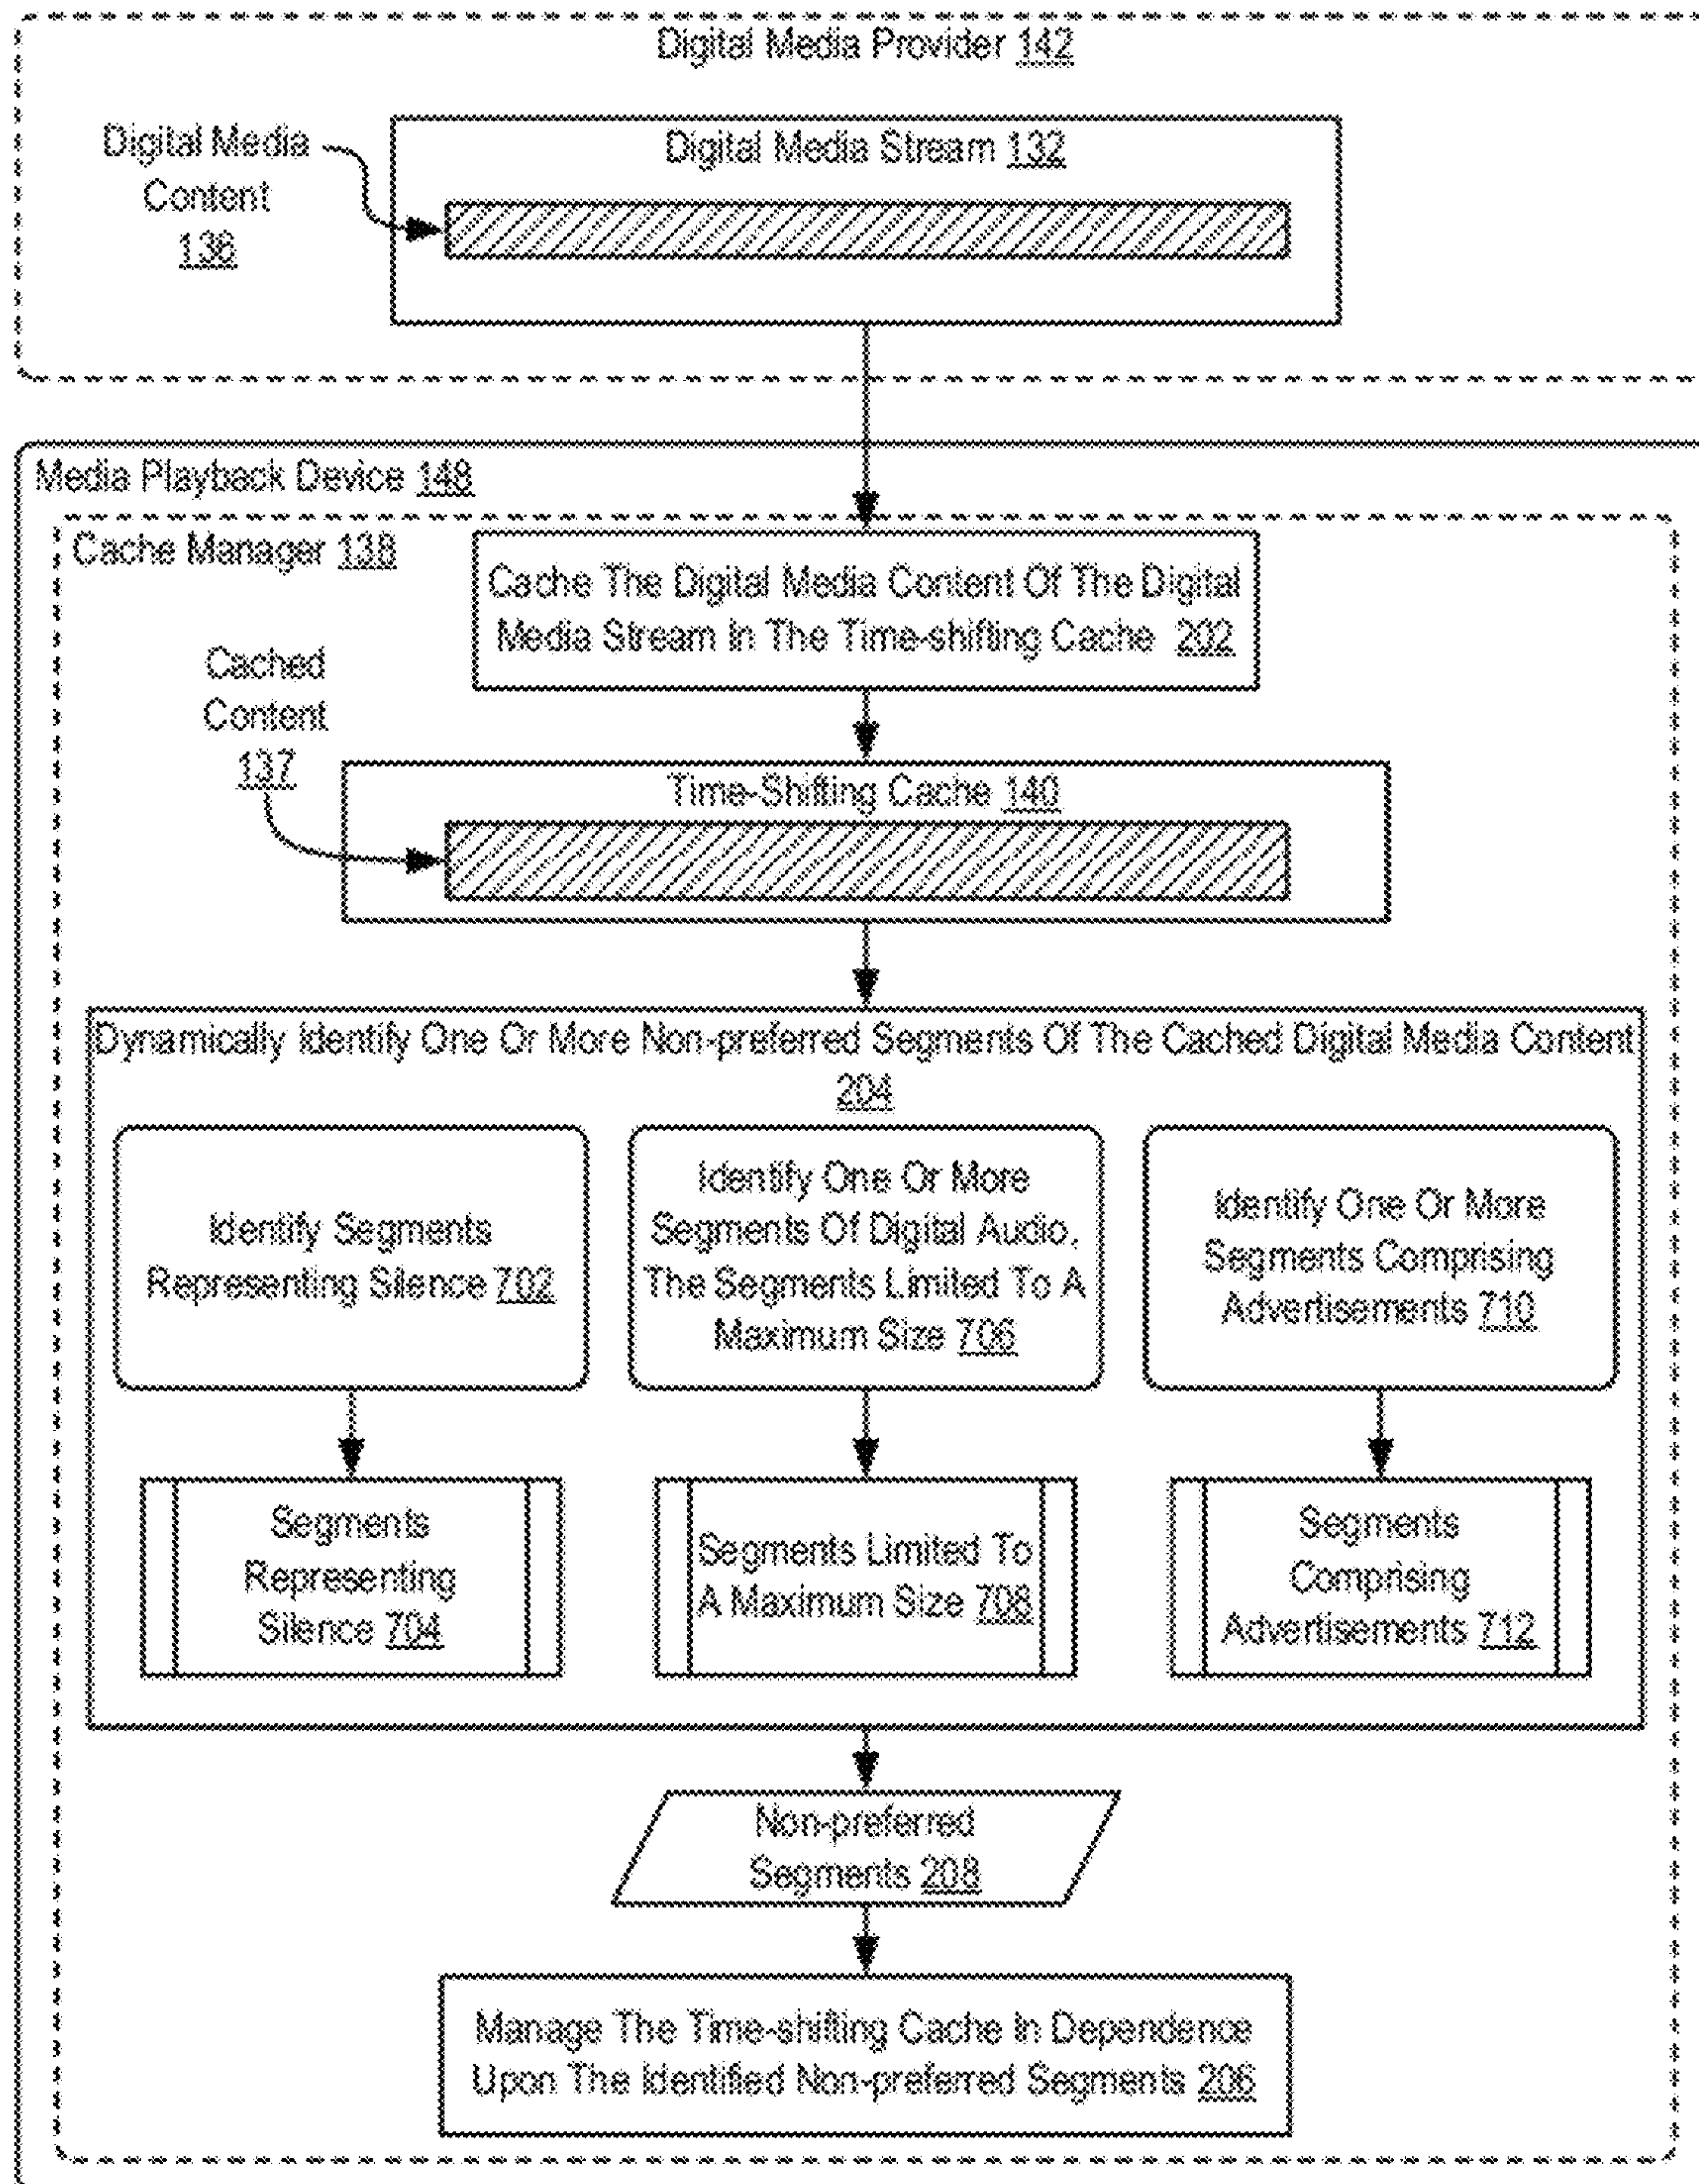 Digital Media Provider 142
Digital Media
Content
136
Digital Media Stream 132
Media Playback Device 148
Cache Manager 138
Cache The Digital Media Content Of The Digital
Media Stream In The Time-shifting Cache 202
Cached
Content
137
Time-Shifting Cache 140
Dynamically Identify One Or More Non-preferred Segments Of The Cached Digital Media Content
204
Identify Segments
Representing Silence 702
Identify One Or More
Segments Of Digital Audio,
The Segments Limited To A
Maximum Size 706
Identify One Or More
Segments Comprising
Advertisements 710
Segments
Representing
Silence 704
Segments Limited To
A Maximum Size 708
Segments
Comprising
Advertisements 712
Non-preferred
Segments 208
Manage The Time-shifting Cache In Dependence
Upon The Identified Non-preferred Segments 206